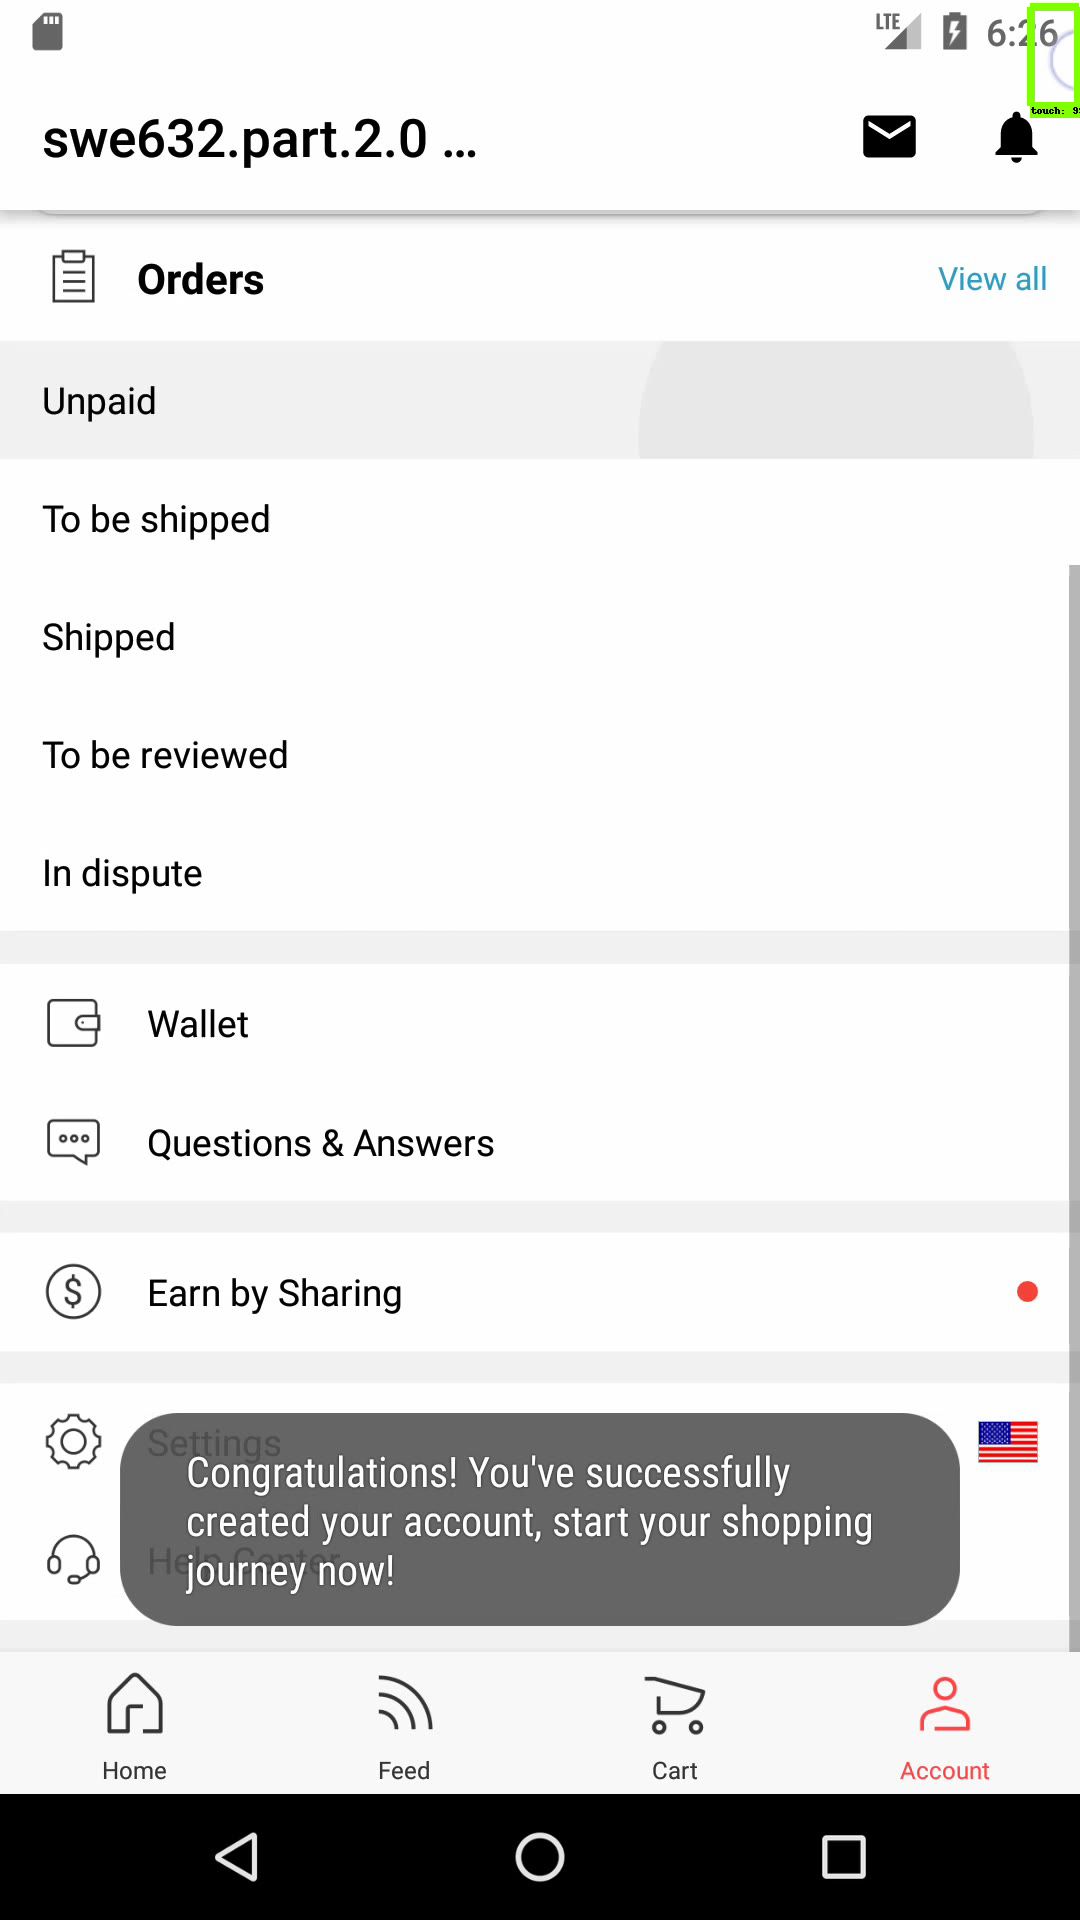 LTE 6:26
touch: 9
swe632.part.2.0 ...
Orders View all
Unpaid
To be shipped
Shipped
To be reviewed
In dispute
Wallet
Questions & Answers
Earn by Sharing
Settings
Congratulations! You've successfully
created your account, start your shopping
Help Center
journey now!
Home Feed Cart Account